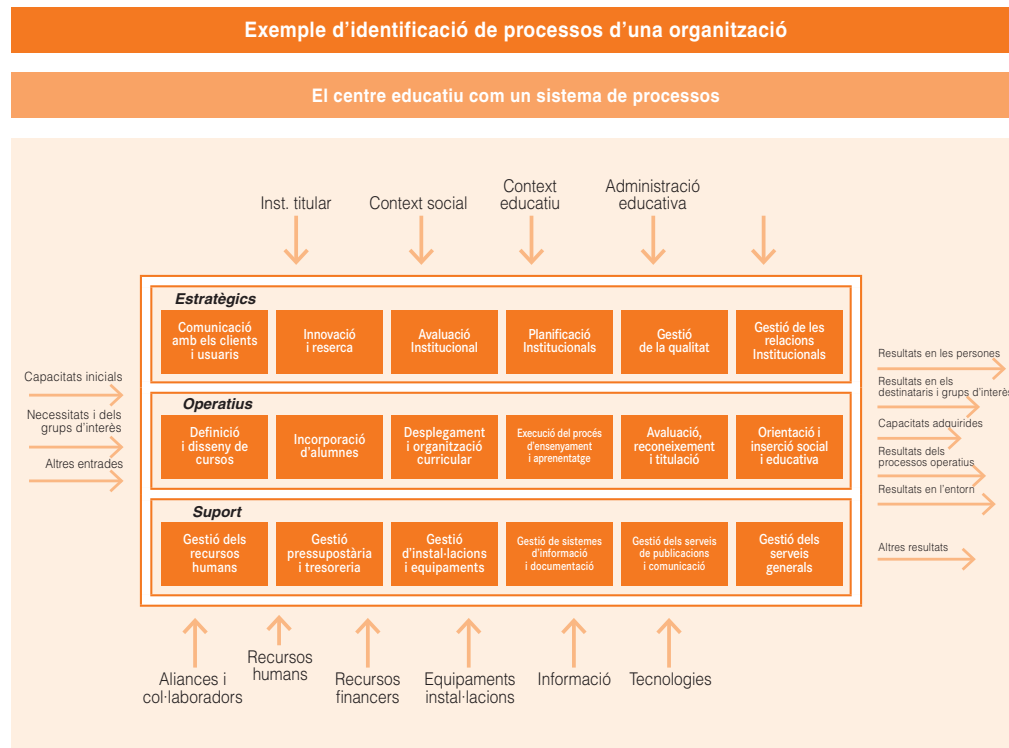 Exemple d'identificació de processos d'una organització
El centre educatiu com un sistema de processos
Inst. titular
Context social
Context
educatiu
Administració
educativa
Estratègics
Comunicació
amb els clients
i usuaris
Innovació
i reserca
Avaluació
Institucional
Planificació
Institucionals
Gestió
de la qualitat
Gestió de les
relacions
Institucionals
Capacitats inicials
Necessitats i dels
grups d'interès
Altres entrades
Operatius
Definició
i disseny de
cursos
Incorporació
d'alumnes
Desplegament
i organització
curricular
Execució del procés
d'ensenyament
i aprenentatge
Avaluació,
reconeixement
i titulació
Orientació i
inserció social
i educativa
Resultats en les persones
Resultats en els
destinataris i grups d'interès
Capacitats adquirides
Resultats dels
processos operatius
Resultats en l'entorn
Altres resultats
Suport
Gestió dels
recursos
humans
Gestió
pressupostària
i tresoreria
Gestió
d'instal·lacions
i equipaments
Gestió de sistemes
d'informació
i documentació
Gestió dels serveis
de publicacions
i comunicació
Gestió dels
serveis
generals
Aliances i
col·laboradors
Recursos
humans
Recursos
financers
Equipaments
instal·lacions
Informació
Tecnologies